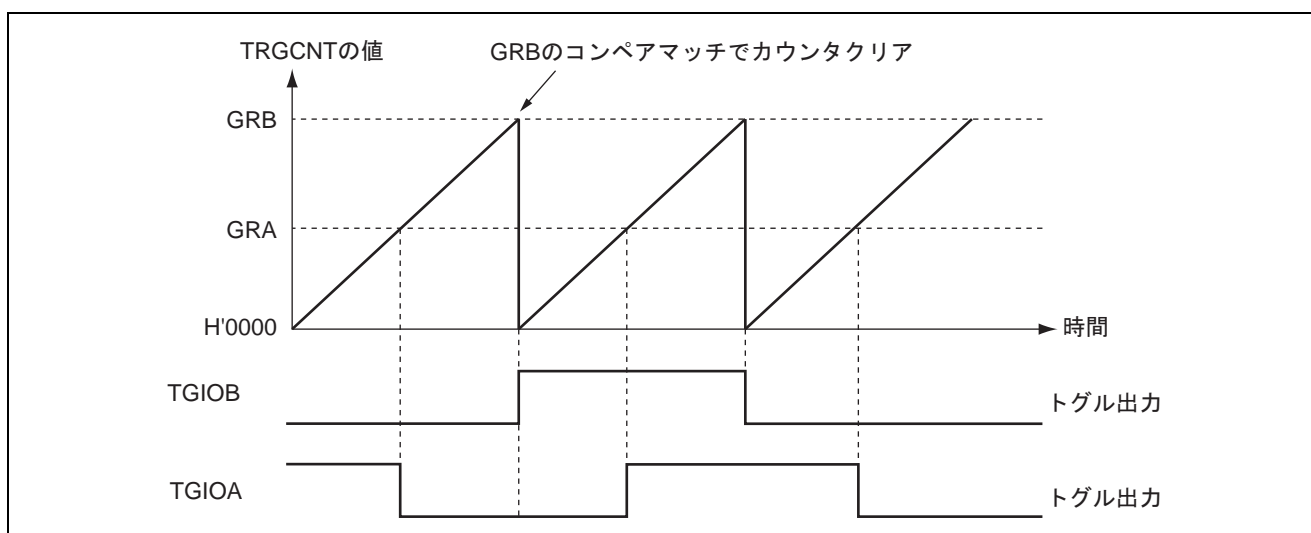 TRGCNTの値
GRBのコンペアマッチでカウンタクリア
GRB
GRA
H'0000
時間
TGIOB
トグル出力
TGIOA
トグル出力